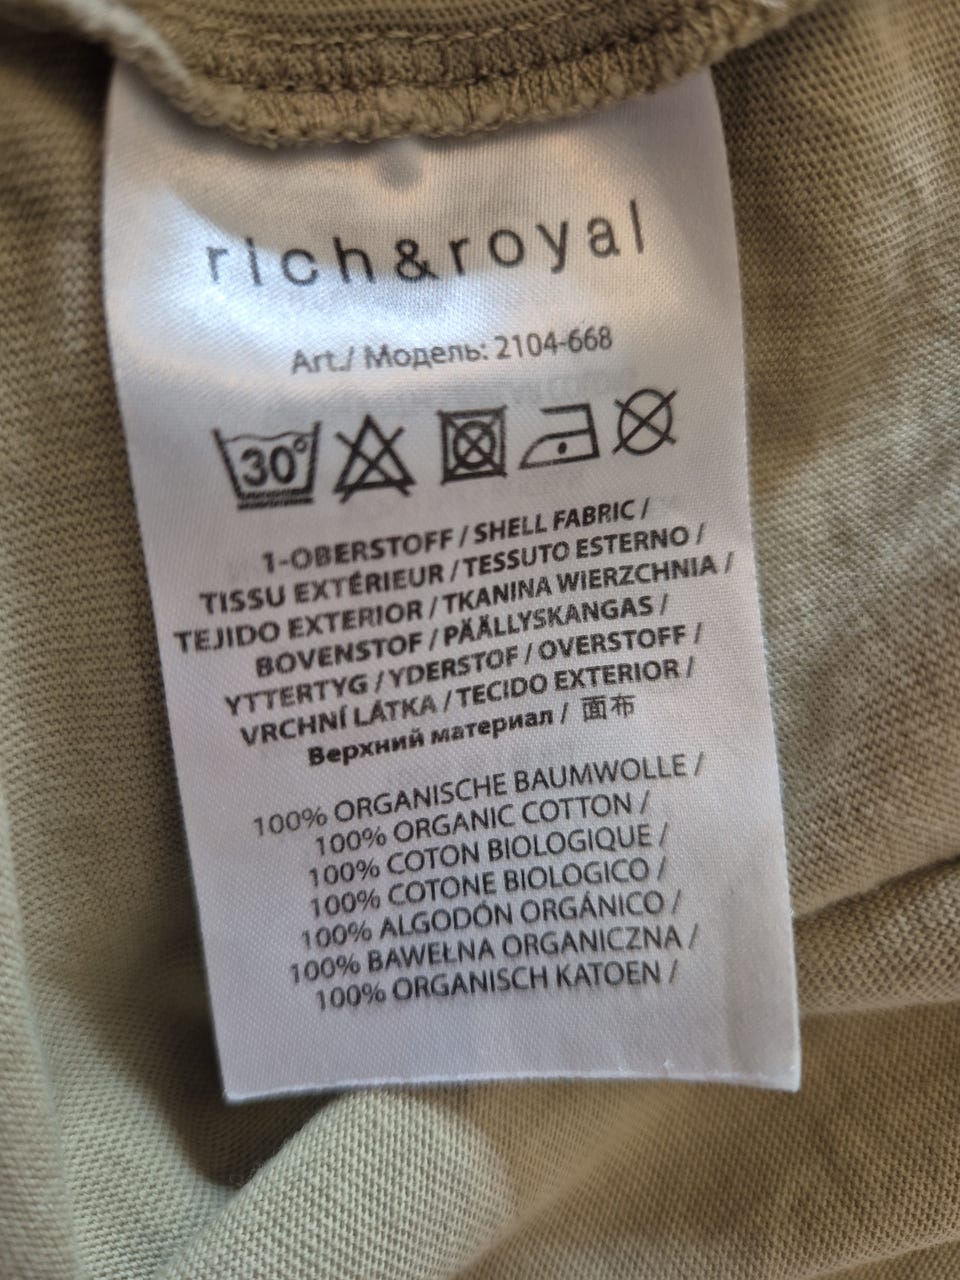 rich&royal
Art./ Модель: 2104-668
30°
1-OBERSTOFF / SHELL FABRIC /
TISSU EXTÉRIEUR / TESSUTO ESTERNO /
TEJIDO EXTERIOR / TKANINA WIERZCHNIA /
BOVENSTOF / PÄÄLLYSKANGAS /
YTTERTYG / YDERSTOF / OVERSTOFF /
VRCHNÍ LÁTKA / TECIDO EXTERIOR /
Верхний материал / 面布
100% ORGANISCHE BAUMWOLLE /
100% ORGANIC COTTON /
100% COTON BIOLOGIQUE /
100% COTONE BIOLOGICO /
100% ALGODÓN ORGÁNICO /
100% BAWEŁNA ORGANICZNA /
100% ORGANISCH KATOEN /